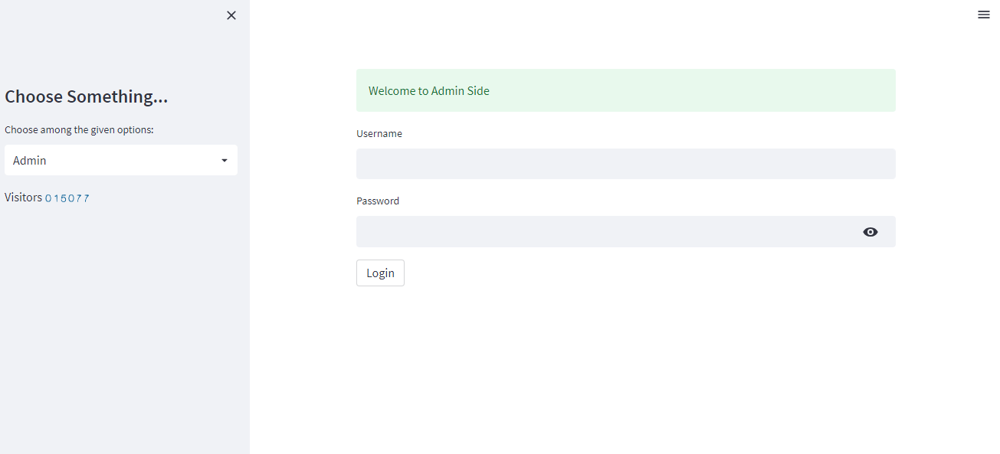 Choose Something...
Choose among the given options:
Admin
Visitors 015077
Welcome to Admin Side
Username
Password
Login